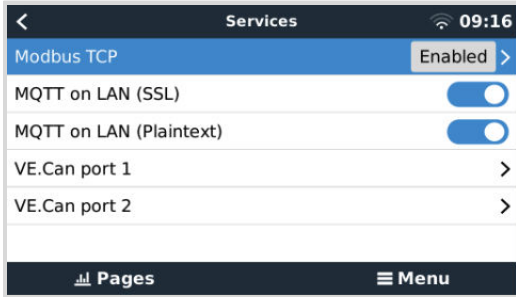 Services 09:16
Modbus TCP Enabled
MQTT on LAN (SSL)
MQTT on LAN (Plaintext)
VE.Can port 1
VE.Can port 2
Pages Menu